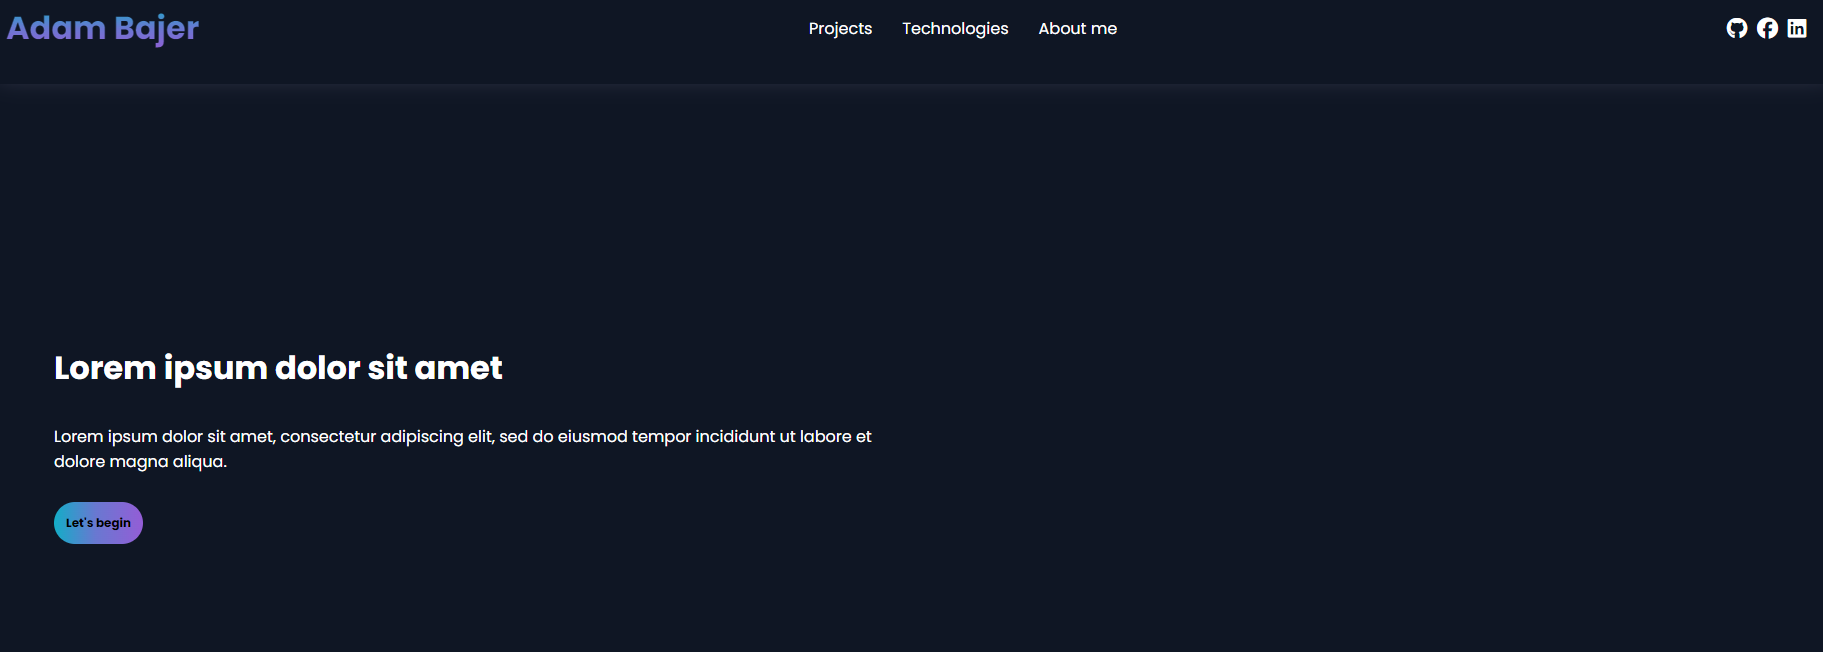 Adam Bajer
Projects
Technologies
About me
Lorem ipsum dolor sit amet
Lorem ipsum dolor sit amet, consectetur adipiscing elit, sed do eiusmod tempor incididunt ut labore et
dolore magna aliqua.
Let's begin